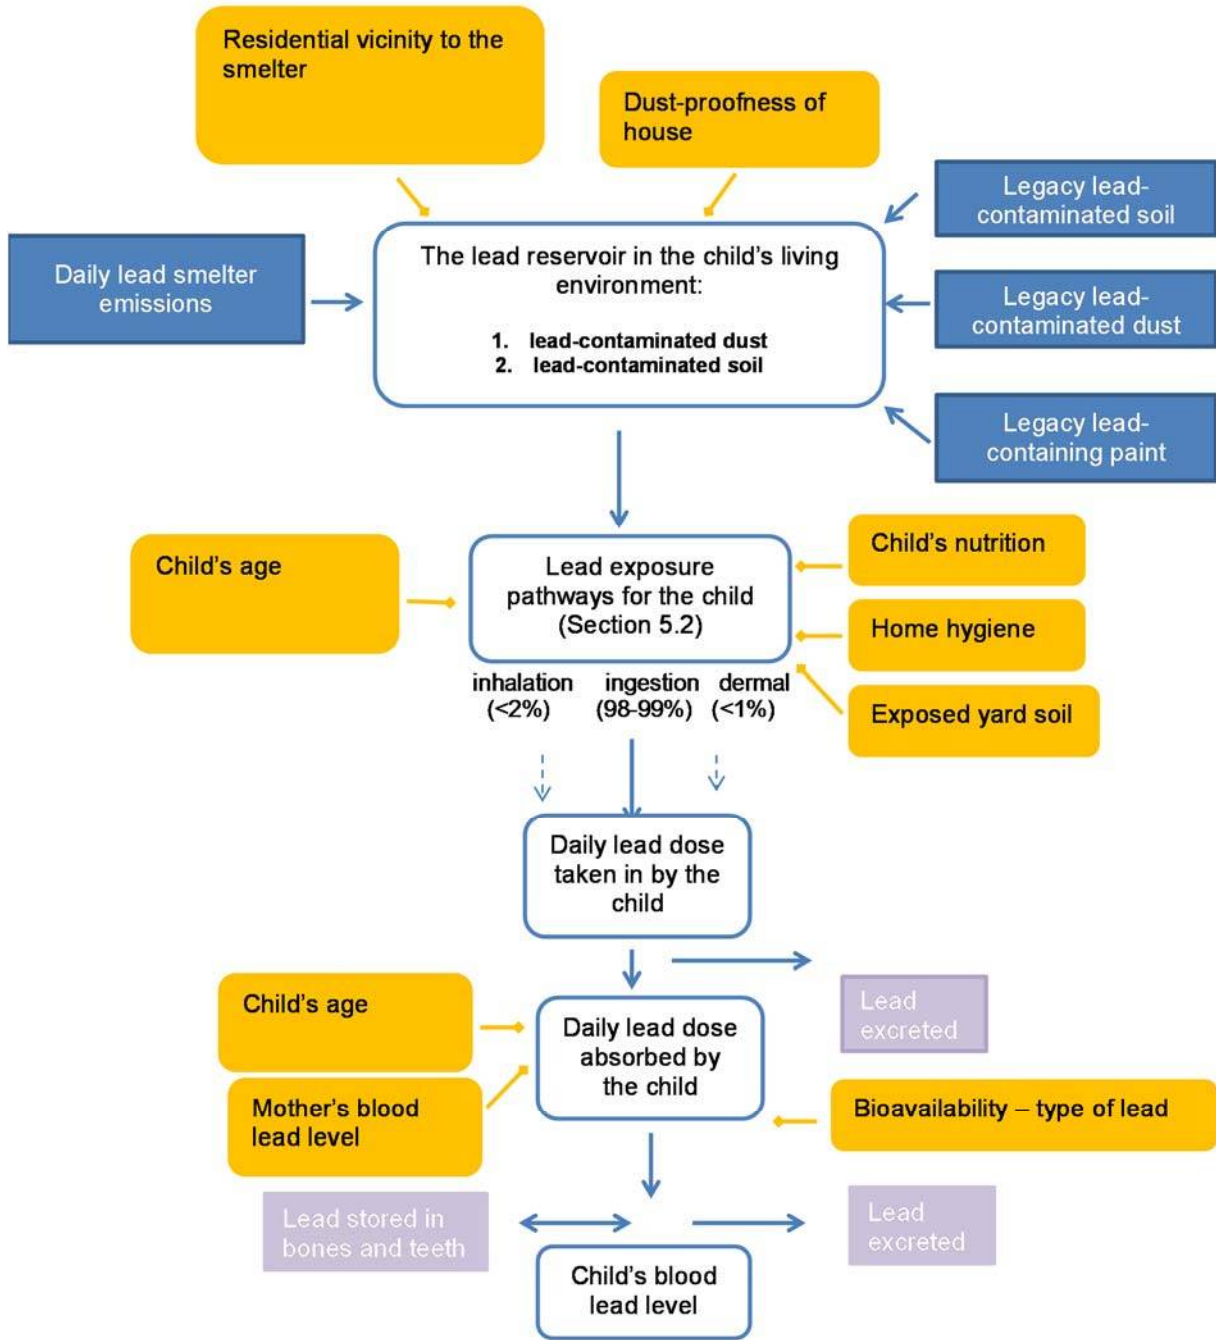 Residential vicinity to the
smelter
Dust-proofness of
house
Legacy lead-
contaminated soil
Daily lead smelter
emissions
The lead reservoir in the child's living
environment:
1. lead-contaminated dust
2. lead-contaminated soil
Legacy lead-
contaminated dust
Legacy lead-
containing paint
Child's age
Lead exposure
pathways for the child
(Section 5.2)
Child's nutrition
Home hygiene
Exposed yard soil
inhalation ingestion dermal
(<2%) (98-99%) (<1%)
Daily lead dose
taken in by the
child
Lead
excreted
Child's age
Daily lead dose
absorbed by
the child
Mother's blood
lead level
Bioavailability – type of lead
Lead stored in
bones and teeth
Lead
excreted
Child's blood
lead level